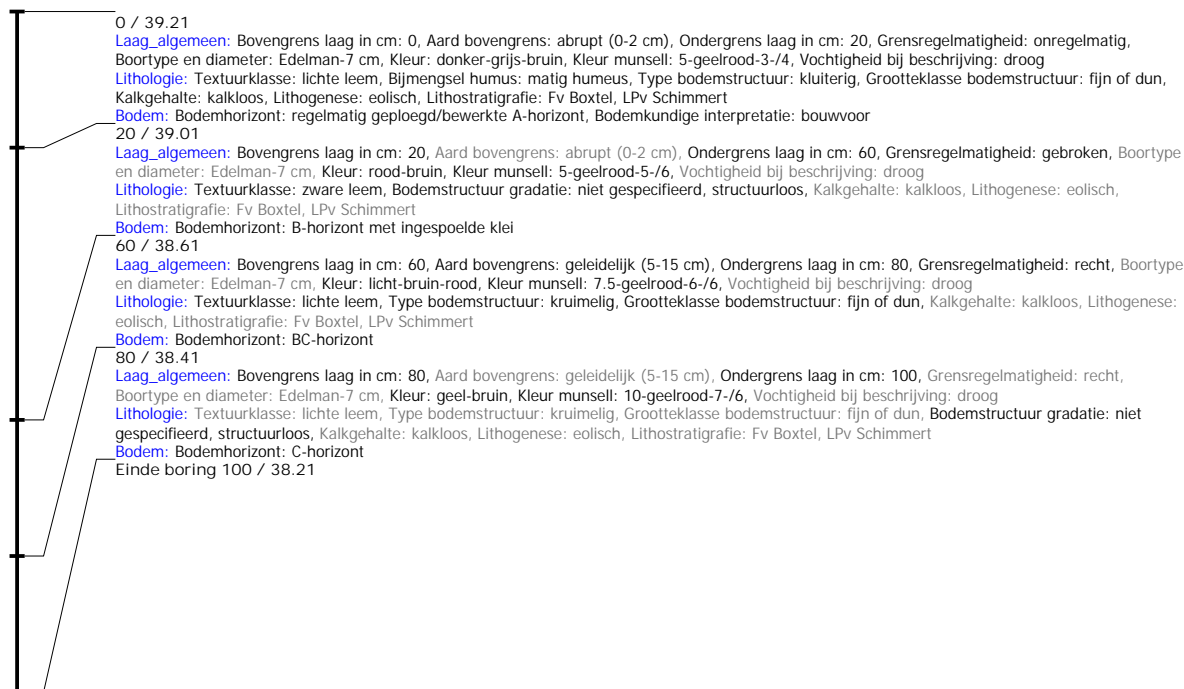 0 / 39.21
Laag_algemeen: Bovengrens laag in cm: 0, Aard bovengrens: abrupt (0-2 cm), Ondergrens laag in cm: 20, Grensregelmatigheid: onregelmatig,
Boortype en diameter: Edelman-7 cm, Kleur: donker-grijs-bruin, Kleur munsell: 5-geelrood-3-/4, Vochtigheid bij beschrijving: droog
Lithologie: Textuurklasse: lichte leem, Bijmengsel humus: matig humeus, Type bodemstructuur: kluiterig, Grootteklasse bodemstructuur: fijn of dun,
Kalkgehalte: kalkloos, Lithogenese: eolisch, Lithostratigrafie: Fv Boxtel, LPv Schimmert
Bodem: Bodemhorizont: regelmatig geploegd/bewerkte A-horizont, Bodemkundige interpretatie: bouwvoor
20 / 39.01
Laag_algemeen: Bovengrens laag in cm: 20, Aard bovengrens: abrupt (0-2 cm), Ondergrens laag in cm: 60, Grensregelmatigheid: gebroken, Boortype
en diameter: Edelman-7 cm, Kleur: rood-bruin, Kleur munsell: 5-geelrood-5-/6, Vochtigheid bij beschrijving: droog
Lithologie: Textuurklasse: zware leem, Bodemstructuur gradatie: niet gespecifieerd, structuurloos, Kalkgehalte: kalkloos, Lithogenese: eolisch,
Lithostratigrafie: Fv Boxtel, LPv Schimmert
Bodem: Bodemhorizont: B-horizont met ingespoelde klei
60 / 38.61
Laag_algemeen: Bovengrens laag in cm: 60, Aard bovengrens: geleidelijk (5-15 cm), Ondergrens laag in cm: 80, Grensregelmatigheid: recht, Boortype
en diameter: Edelman-7 cm, Kleur: licht-bruin-rood, Kleur munsell: 7.5-geelrood-6-/6, Vochtigheid bij beschrijving: droog
Lithologie: Textuurklasse: lichte leem, Type bodemstructuur: kruimelig, Grootteklasse bodemstructuur: fijn of dun, Kalkgehalte: kalkloos, Lithogenese:
eolisch, Lithostratigrafie: Fv Boxtel, LPv Schimmert
Bodem: Bodemhorizont: BC-horizont
80 / 38.41
Laag_algemeen: Bovengrens laag in cm: 80, Aard bovengrens: geleidelijk (5-15 cm), Ondergrens laag in cm: 100, Grensregelmatigheid: recht,
Boortype en diameter: Edelman-7 cm, Kleur: geel-bruin, Kleur munsell: 10-geelrood-7-/6, Vochtigheid bij beschrijving: droog
Lithologie: Textuurklasse: lichte leem, Type bodemstructuur: kruimelig, Grootteklasse bodemstructuur: fijn of dun, Bodemstructuur gradatie: niet
gespecifieerd, structuurloos, Kalkgehalte: kalkloos, Lithogenese: eolisch, Lithostratigrafie: Fv Boxtel, LPv Schimmert
Bodem: Bodemhorizont: C-horizont
Einde boring 100 / 38.21